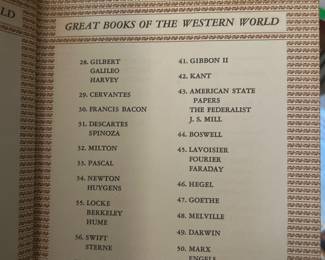 LD
GREAT BOOKS OF THE WESTERN WORLD
28. GILBERT
GALILEO
HARVEY
29. CERVANTES
30. FRANCIS BACON
31. DESCARTES
SPINOZA
32. MILTON
33. PASCAL
34. NEWTON
HUYGENS
35. LOCKE
BERKELEY
HUME
36. SWIFT
STERNE
41. GIBBON II
42. KANT
43. AMERICAN STATE
PAPERS
THE FEDERALIST
J. S. MILL
44. BOSWELL
45. LAVOISIER
FOURIER
FARADAY
46. HEGEL
47. GOETHE
48. MELVILLE
49. DARWIN
50. MARX
ENGELS